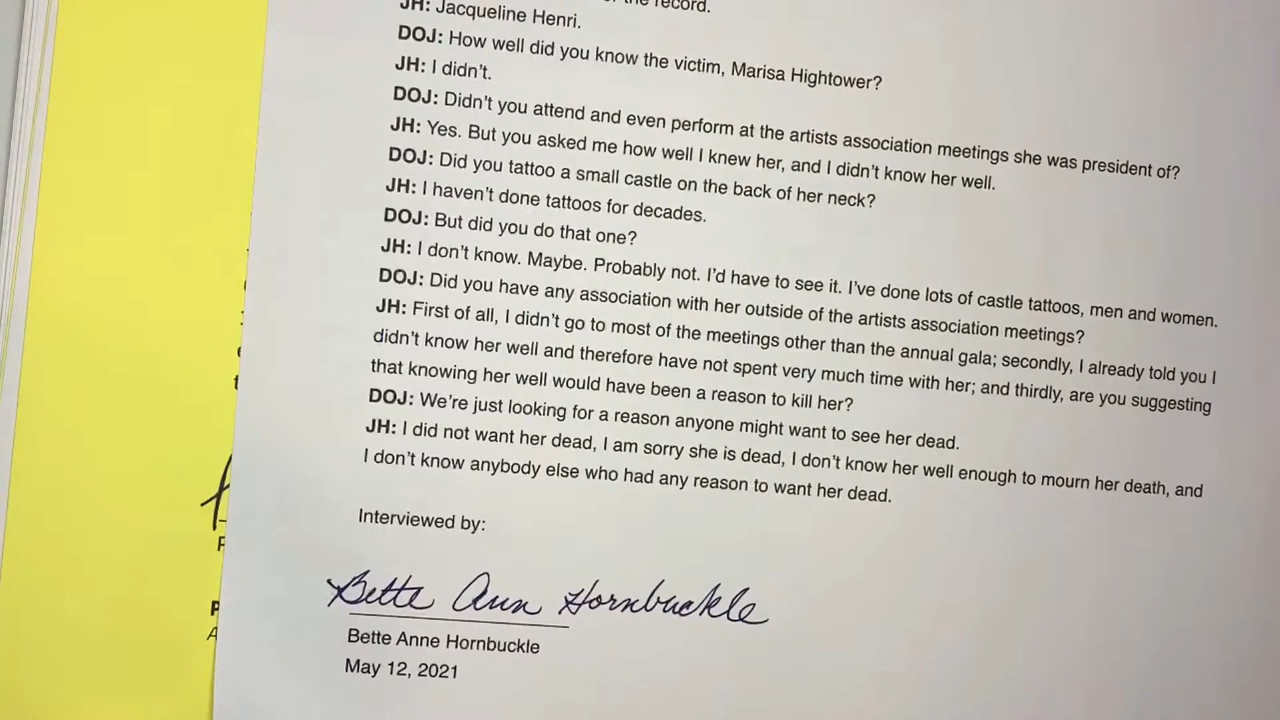 the record.
JH: Jacqueline Henri.
DOJ: How well did you know the victim, Marisa Hightower?
JH: I didn't.
DOJ: Didn't you attend and even perform at the artists association meetings she was president of?
JH: Yes. But you asked me how well I knew her, and I didn't know her well.
DOJ: Did you tattoo a small castle on the back of her neck?
JH: I haven't done tattoos for decades.
DOJ: But did you do that one?
JH: I don't know. Maybe. Probably not. I'd have to see it. I've done lots of castle tattoos, men and women.
DOJ: Did you have any association with her outside of the artists association meetings?
JH: First of all, I didn't go to most of the meetings other than the annual gala; secondly, I already told you I
didn't know her well and therefore have not spent very much time with her; and thirdly, are you suggesting
that knowing her well would have been a reason to kill her?
DOJ: We're just looking for a reason anyone might want to see her dead.
JH: I did not want her dead, I am sorry she is dead, I don't know her well enough to mourn her death, and
I don't know anybody else who had any reason to want her dead.
Interviewed by:
Bette Ann Hornbuckle
Bette Anne Hornbuckle
May 12, 2021